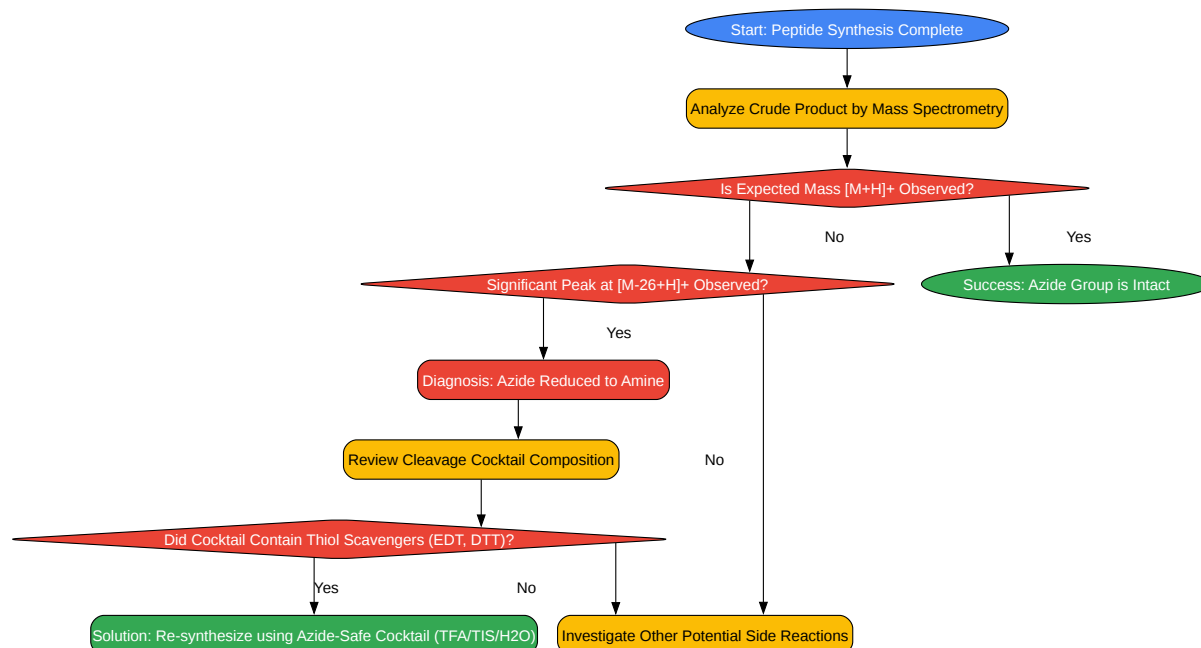 Start: Peptide Synthesis Complete
Analyze Crude Product by Mass Spectrometry
Is Expected Mass [M+H]+ Observed?
No
Yes
Significant Peak at [M-26+H]+ Observed?
Success: Azide Group is Intact
Yes
Diagnosis: Azide Reduced to Amine
Review Cleavage Cocktail Composition
No
Did Cocktail Contain Thiol Scavengers (EDT, DTT)?
Yes
No
Solution: Re-synthesize using Azide-Safe Cocktail (TFA/TIS/H2O)
Investigate Other Potential Side Reactions